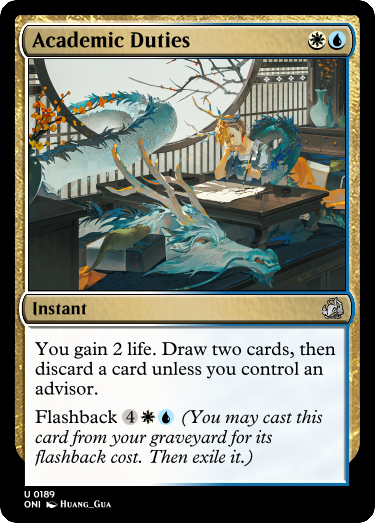 Academic Duties
Instant
You gain 2 life. Draw two cards, then
discard a card unless you control an
advisor.
Flashback 4 (You may cast this
card from your graveyard for its
flashback cost. Then exile it.)
U 0189
ONI Huang_Gua